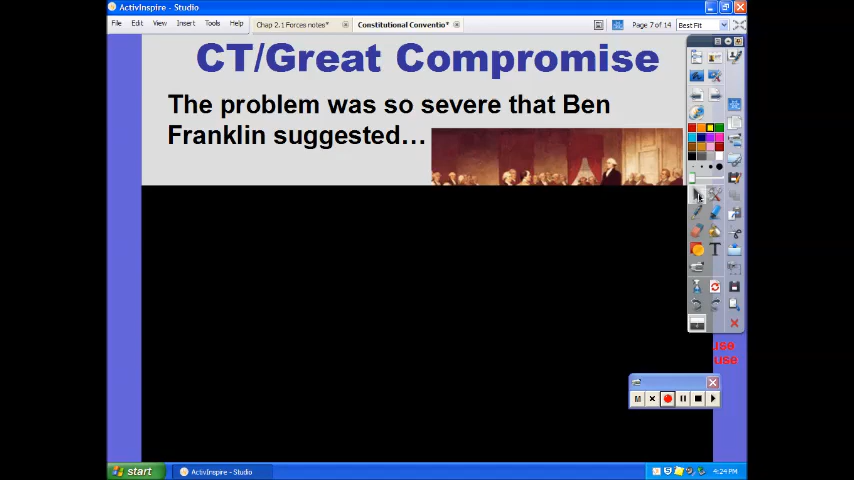 ActivInspire - Studio
File Edit View Insert Tools Help
Chap 2.1 Forces notes* Constitutional Conventio*
Page 7 of 14
Best Fit
CT/Great Compromise
The problem was so severe that Ben
Franklin suggested…
T
ise
use
M
start
ActivInspire - Studio
4:24 PM